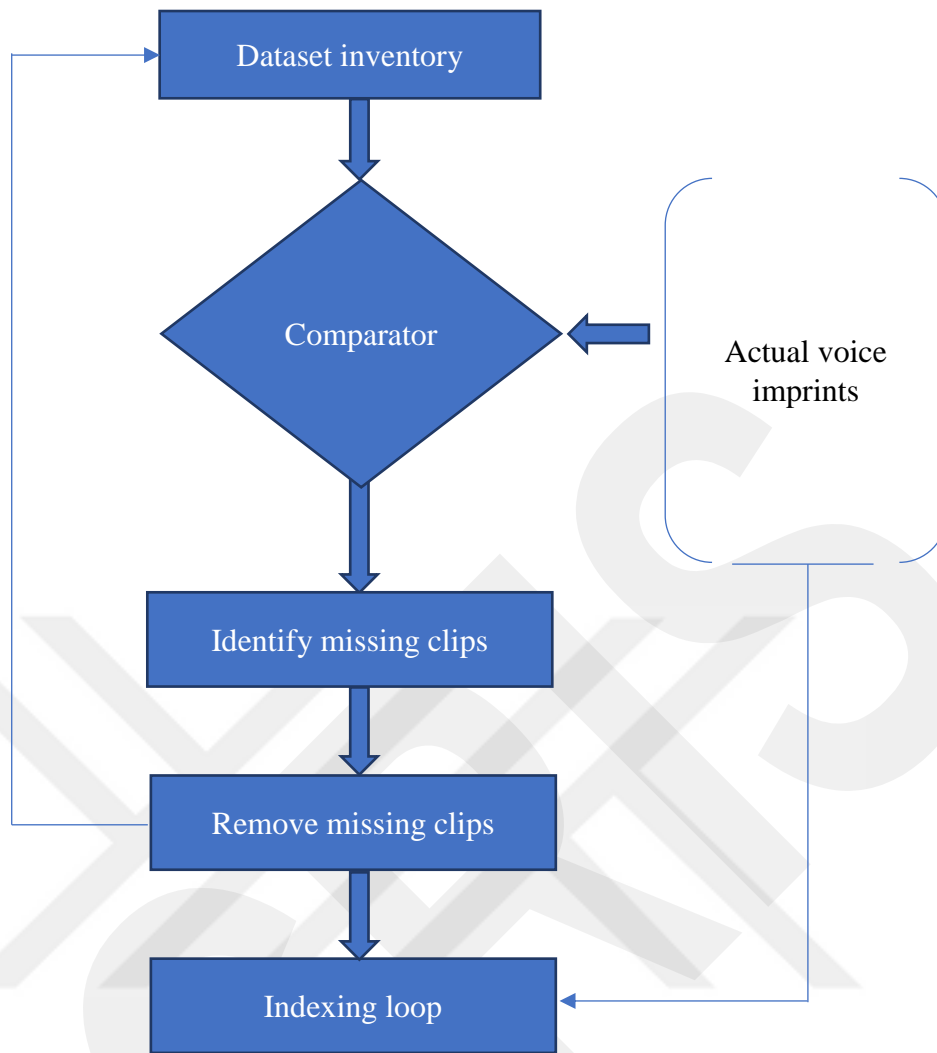 Dataset inventory
Comparator
Actual voice
imprints
Identify missing clips
Remove missing clips
Indexing loop